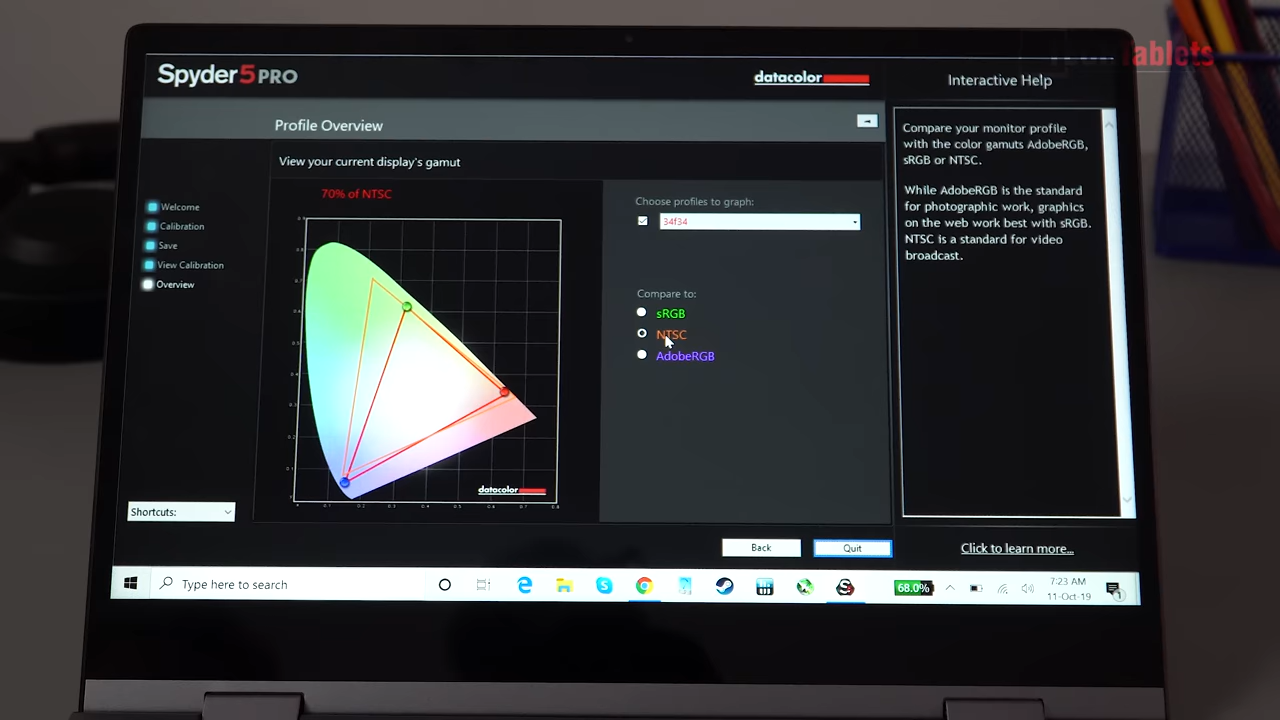 TechTablets
Spyder5PRO
datacolor
Interactive Help
Profile Overview
View your current display's gamut
70% of NTSC
Welcome
Calibration
Save
View Calibration
Overview
Choose profiles to graph:
34f34
Compare to:
sRGB
NTSC
AdobeRGB
Compare your monitor profile
with the color gamuts AdobeRGB,
sRGB or NTSC.
While AdobeRGB is the standard
for photographic work, graphics
on the web work best with sRGB.
NTSC is a standard for video
broadcast.
datacolor
Shortcuts:
Back
Quit
Click to learn more...
Type here to search
68.0%
7:23 AM
11-Oct-19
1